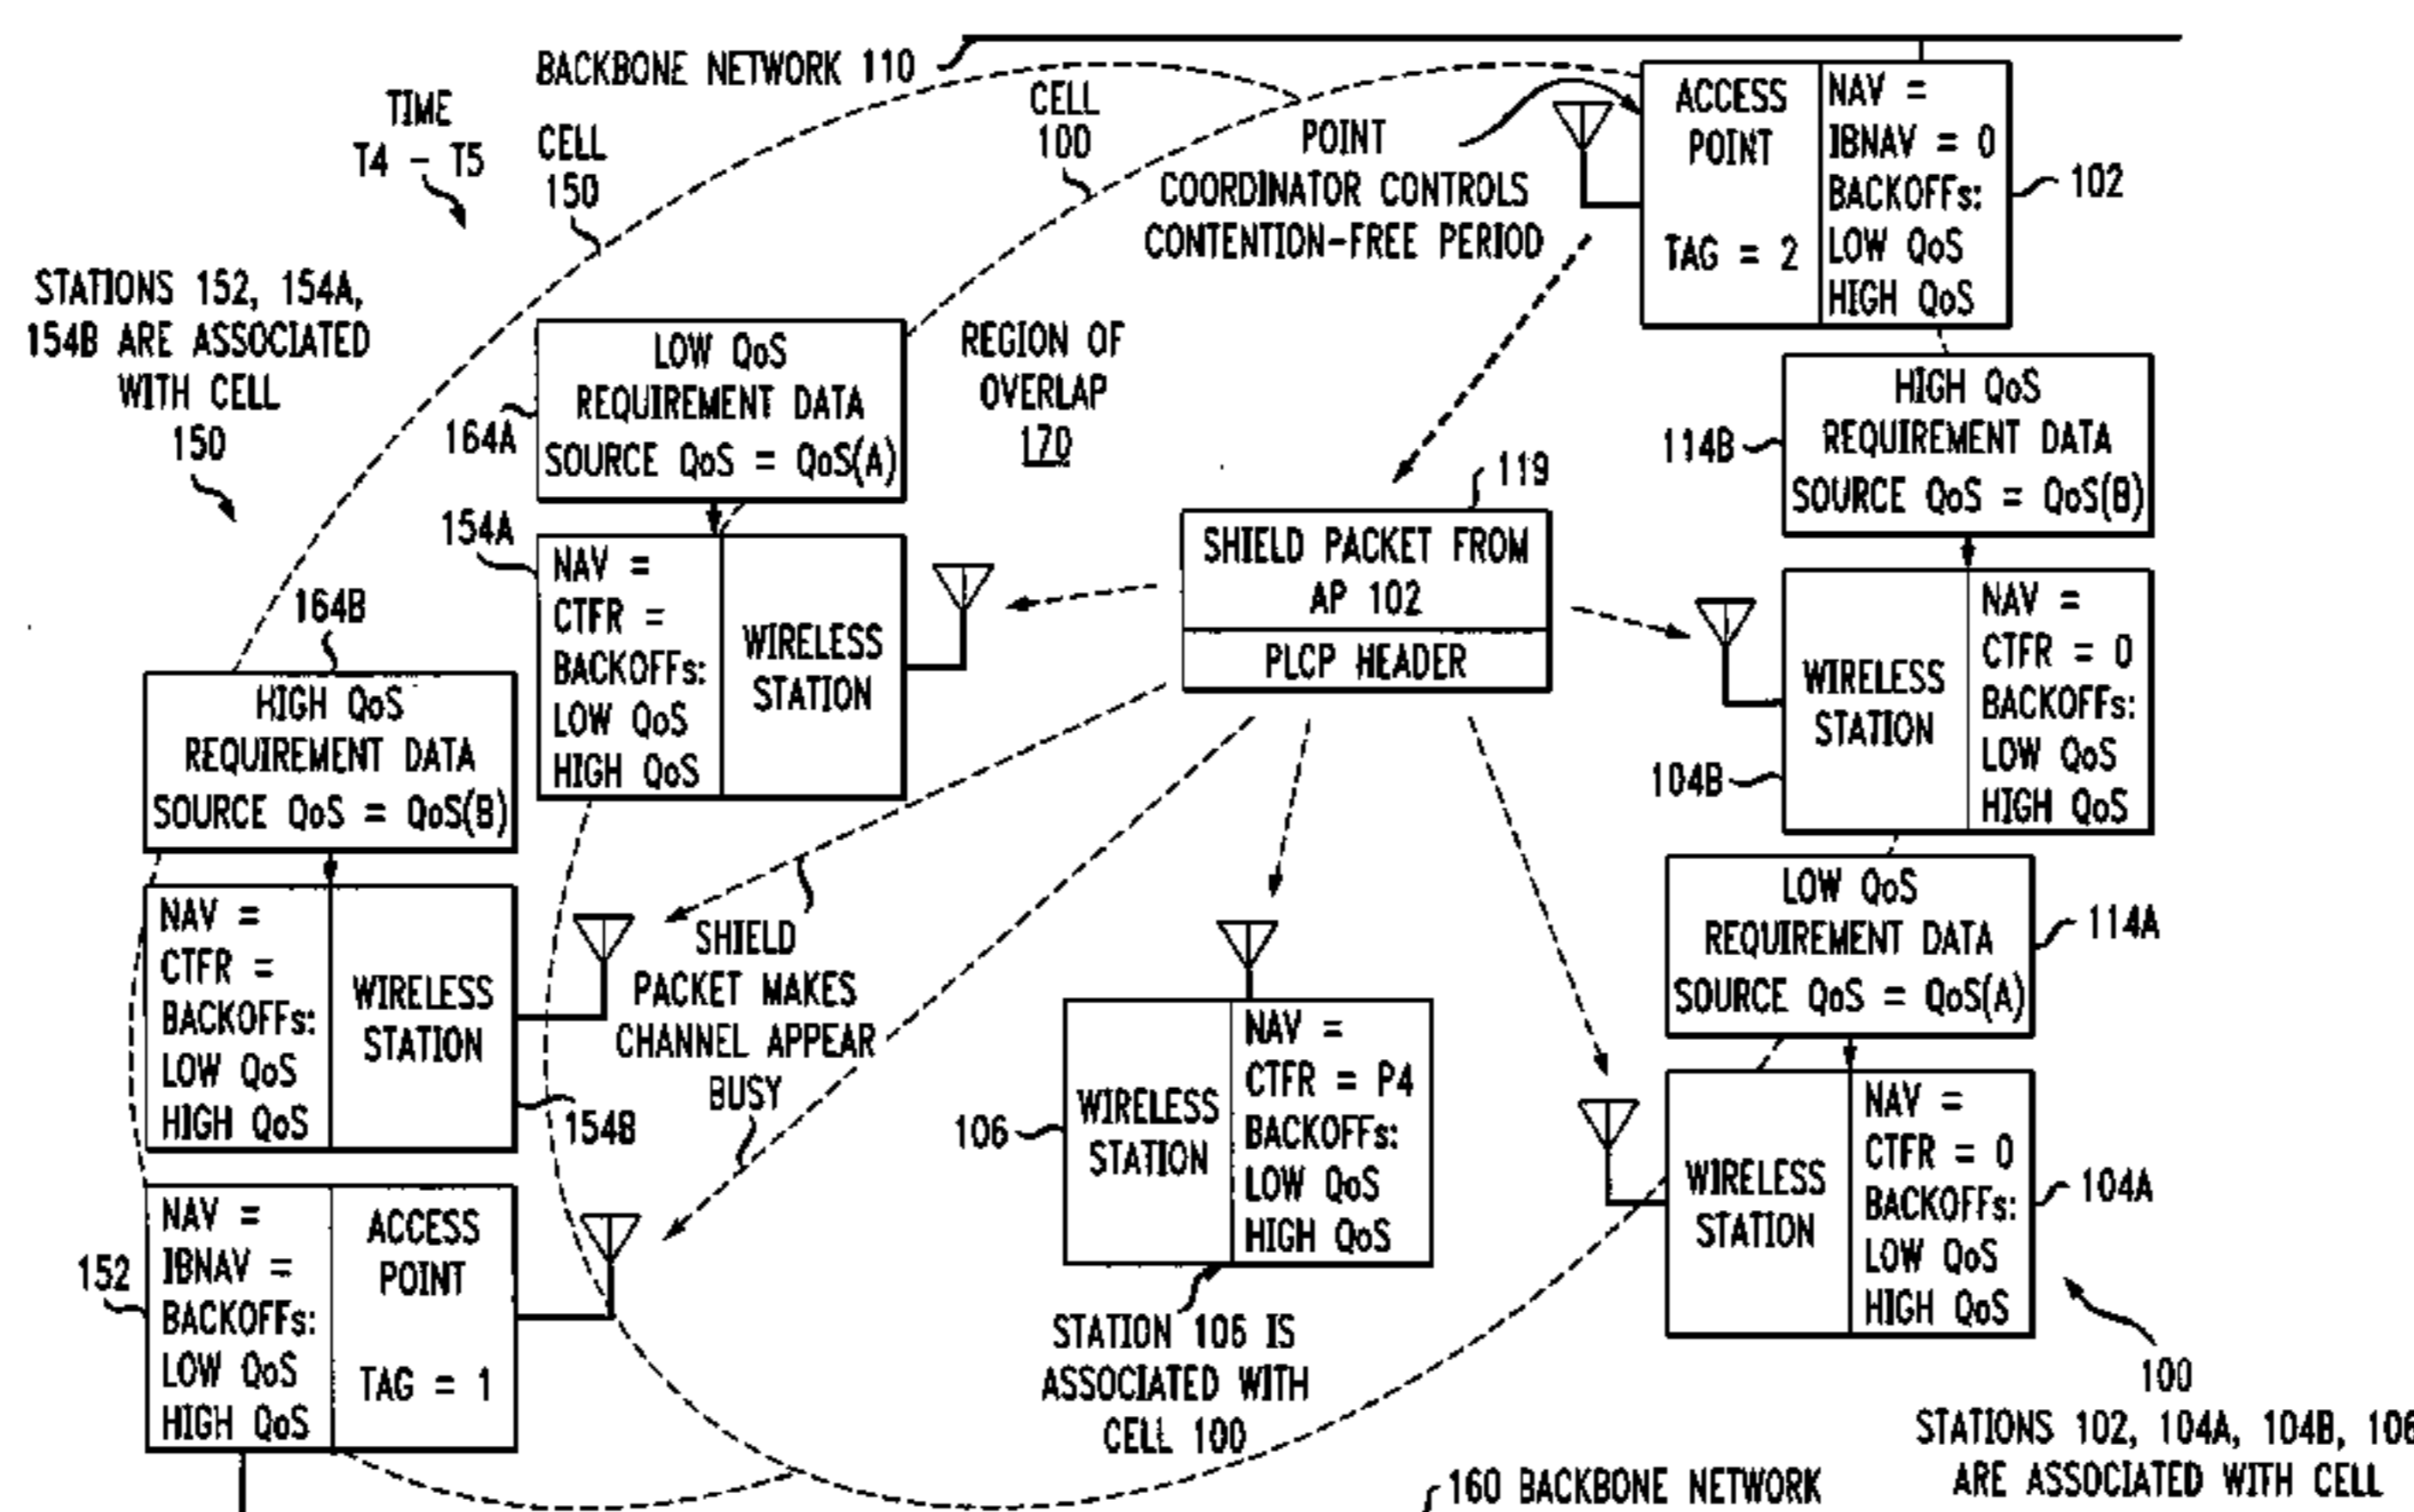 BACKBONE NETWORK 110
TIME
T4 - T5
CELL
150
CELL
100
POINT
COORDINATOR CONTROLS
CONTENTION-FREE PERIOD
ACCESS
POINT
TAG = 2
NAV =
IBNAV = 0
BACKOFFs:
LOW QoS
HIGH QoS
102
STATIONS 152, 154A,
154B ARE ASSOCIATED
WITH CELL
150
LOW QoS
REQUIREMENT DATA
SOURCE QoS = QoS(A)
164A
REGION OF
OVERLAP
170
HIGH QoS
REQUIREMENT DATA
SOURCE QoS = QoS(B)
114B
119
SHIELD PACKET FROM
AP 102
PLCP HEADER
154A
NAV =
CTFR =
BACKOFFs:
LOW QoS
HIGH QoS
WIRELESS
STATION
WIRELESS
STATION
NAV =
CTFR = 0
BACKOFFs:
LOW QoS
HIGH QoS
104B
164B
HIGH QoS
REQUIREMENT DATA
SOURCE QoS = QoS(B)
LOW QoS
REQUIREMENT DATA
SOURCE QoS = QoS(A)
114A
NAV =
CTFR =
BACKOFFs:
LOW QoS
HIGH QoS
WIRELESS
STATION
154B
SHIELD
PACKET MAKES
CHANNEL APPEAR
BUSY
106
WIRELESS
STATION
NAV =
CTFR = P4
BACKOFFs:
LOW QoS
HIGH QoS
WIRELESS
STATION
NAV =
CTFR = 0
BACKOFFs:
LOW QoS
HIGH QoS
104A
152
NAV =
IBNAV =
BACKOFFs:
LOW QoS
HIGH QoS
ACCESS
POINT
TAG = 1
STATION 106 IS
ASSOCIATED WITH
CELL 100
100
STATIONS 102, 104A, 104B, 106
ARE ASSOCIATED WITH CELL
160 BACKBONE NETWORK